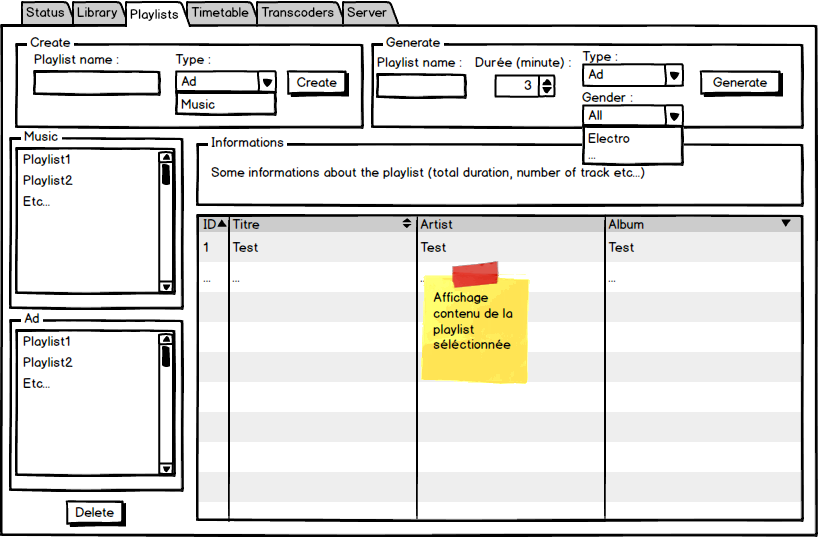 Status Library Playlists Timetable Transcoders Server
Create
Playlist name :
Type :
Ad
Music
Create
Generate
Playlist name :
Durée (minute) :
3
Type :
Ad
Gender :
All
Electro
...
Generate
Music
Playlist1
Playlist2
Etc...
Informations
Some informations about the playlist (total duration, number of track etc...)
Ad
Playlist1
Playlist2
Etc...
Delete
ID Titre Artist Album
1 Test Test Test
... ... ... ...
Affichage
contenu de la
playlist
séléctionnée